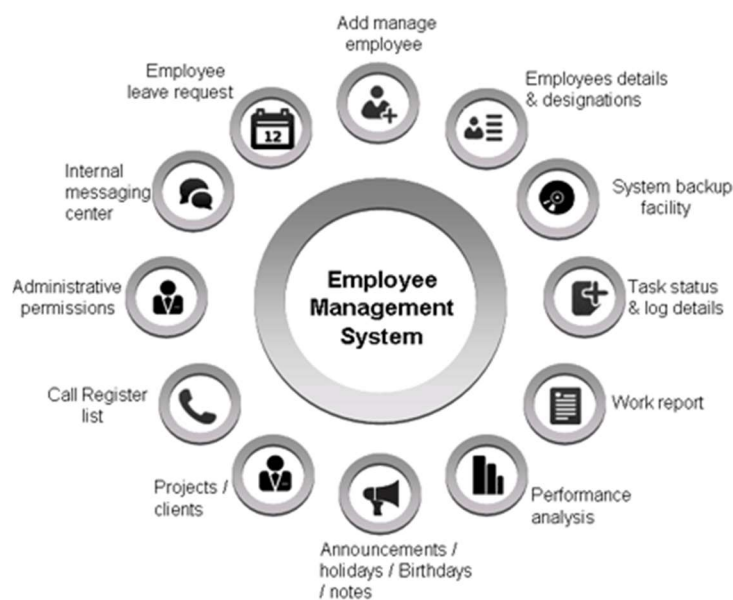 Add manage
employee
Employees details
& designations
System backup
facility
Task status
& log details
Work report
Performance
analysis
Announcements /
holidays / Birthdays
/ notes
Projects /
clients
Call Register
list
Administrative
permissions
Internal
messaging
center
Employee
leave request
12
Employee
Management
System